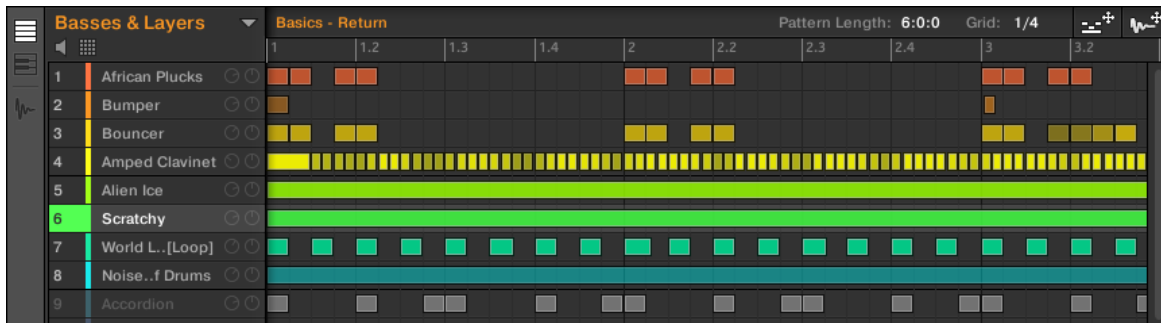 Basses & Layers
Basics - Return
Pattern Length: 6:0:0 Grid: 1/4
1 1.2 1.3 1.4 2 2.2 2.3 2.4 3 3.2
1 African Plucks
2 Bumper
3 Bouncer
4 Amped Clavinet
5 Alien Ice
6 Scratchy
7 World L..[Loop]
8 Noise..f Drums
9 Accordion